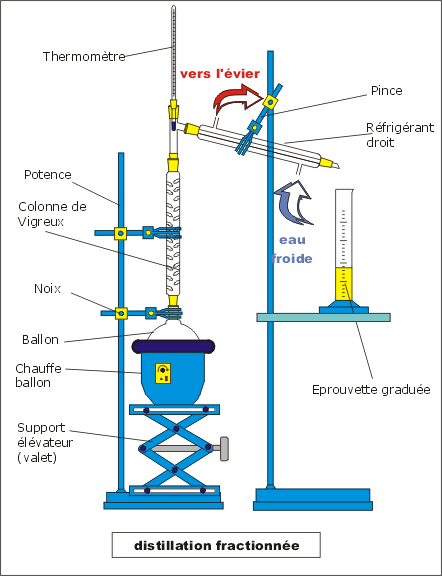 Thermomètre
vers l'évier
Pince
Réfrigérant
droit
Potence
Colonne de
Vigreux
eau
froide
Noix
Ballon
Chauffe
ballon
Eprouvette graduée
Support
élévateur
(valet)
distillation fractionnée